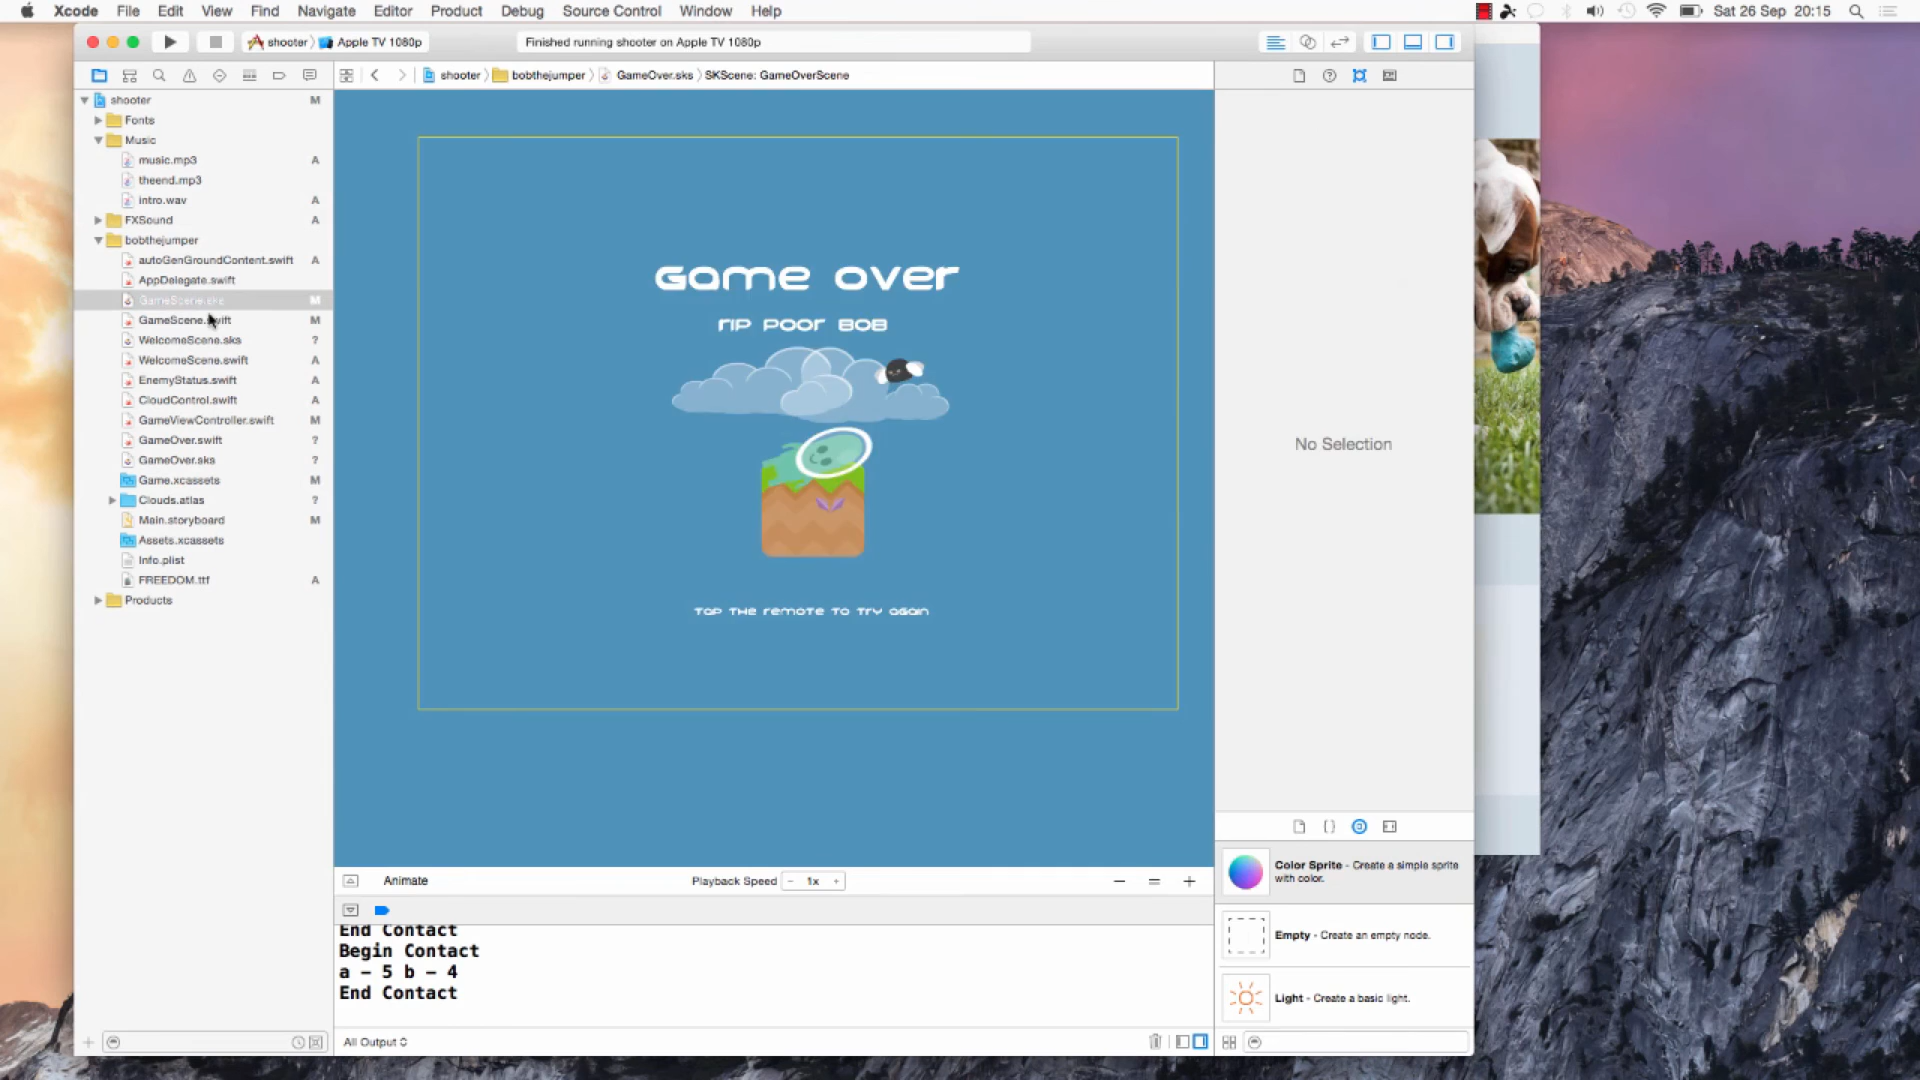 Xcode File Edit View Find Navigate Editor Product Debug Source Control Window Help Sat 26 Sep 20:15
shooter Apple TV 1080p Finished running shooter on Apple TV 1080p
shooter bobthejumper GameOver.sks SKScene: GameOverScene
shooter M
Fonts
Music
music.mp3 A
theend.mp3
intro.wav A
FXSound A
bobthejumper
autoGenGroundContent.swift A
AppDelegate.swift
GameScene.sks M
GameScene.swift M
WelcomeScene.sks ?
WelcomeScene.swift A
EnemyStatus.swift A
CloudControl.swift A
GameViewController.swift M
GameOver.swift ?
GameOver.sks ?
Game.xcassets M
Clouds.atlas ?
Main.storyboard M
Assets.xcassets
Info.plist
FREEDOM.ttf A
Products
Game Over
RIP POOR BOB
TAP THE REMOTE TO TRY AGAIN
No Selection
Animate Playback Speed - 1x +
End Contact
Begin Contact
a - 5 b - 4
End Contact
All Output
Color Sprite - Create a simple sprite
with color.
Empty - Create an empty node.
Light - Create a basic light.